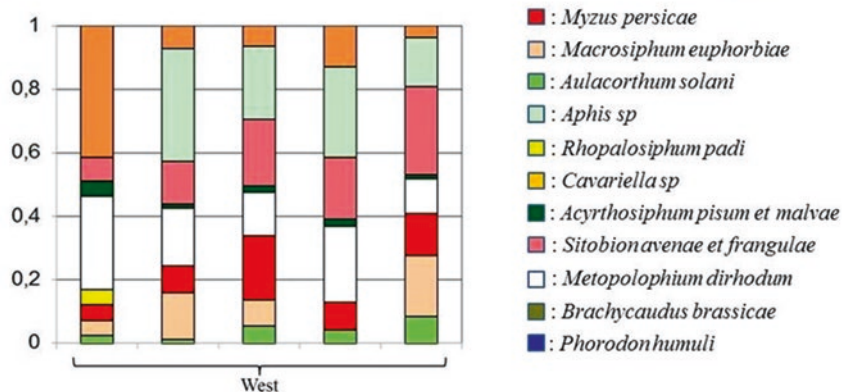 1
0,8
0,6
0,4
0,2
0
West
: Myzus persicae
: Macrosiphum euphorbiae
: Aulacorthum solani
: Aphis sp
: Rhopalosiphum padi
: Cavariella sp
: Acyrthosiphum pisum et malvae
: Sitobion avenae et frangulae
: Metopolophium dirhodum
: Brachycaudus brassicae
: Phorodon humuli